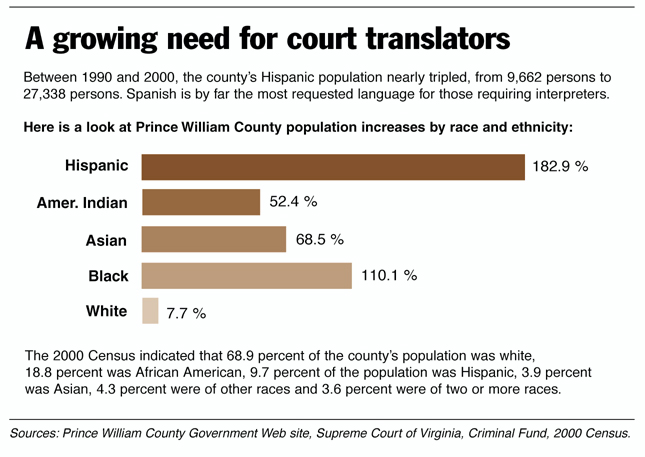 A growing need for court translators
Between 1990 and 2000, the county's Hispanic population nearly tripled, from 9,662 persons to
27,338 persons. Spanish is by far the most requested language for those requiring interpreters.
Here is a look at Prince William County population increases by race and ethnicity:
Hispanic 182.9 %
Amer. Indian 52.4 %
Asian 68.5 %
Black 110.1 %
White 7.7 %
The 2000 Census indicated that 68.9 percent of the county's population was white,
18.8 percent was African American, 9.7 percent of the population was Hispanic, 3.9 percent
was Asian, 4.3 percent were of other races and 3.6 percent were of two or more races.
Sources: Prince William County Government Web site, Supreme Court of Virginia, Criminal Fund, 2000 Census.